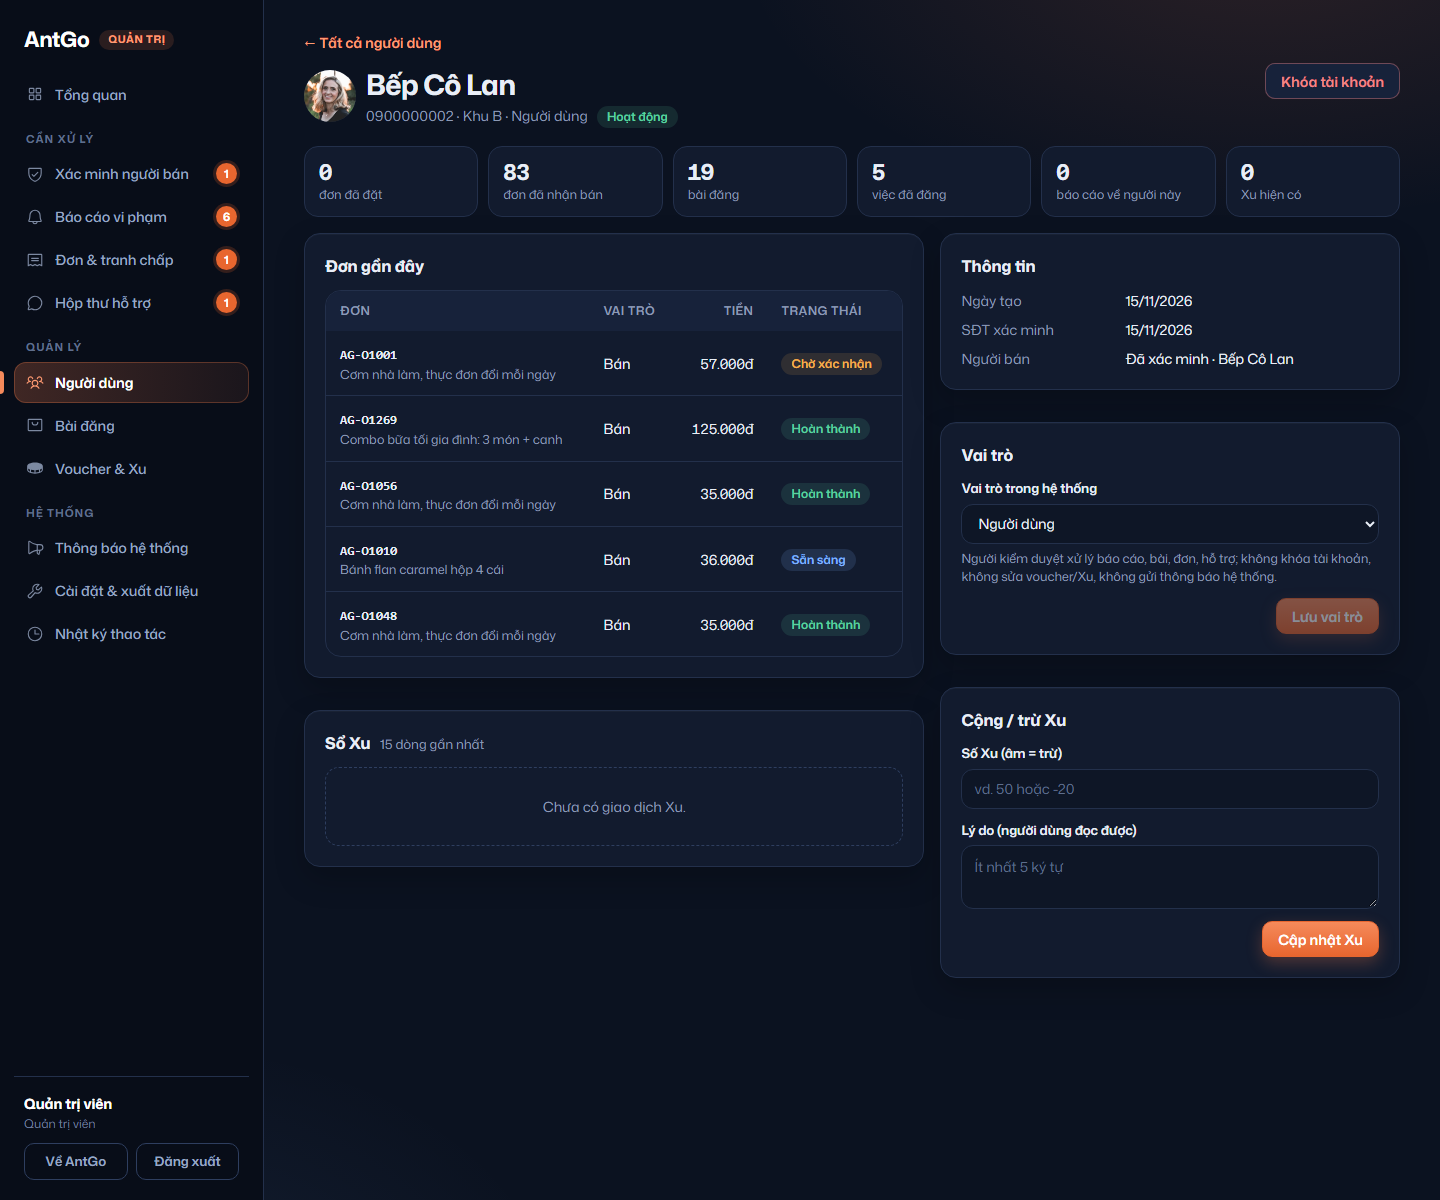 AntGo QUẢN TRỊ
Tổng quan
CẦN XỬ LÝ
Xác minh người bán 1
Báo cáo vi phạm 6
Đơn & tranh chấp 1
Hộp thư hỗ trợ 1
QUẢN LÝ
Người dùng
Bài đăng
Voucher & Xu
HỆ THỐNG
Thông báo hệ thống
Cài đặt & xuất dữ liệu
Nhật ký thao tác
Quản trị viên
Quản trị viên
Về AntGo
Đăng xuất
← Tất cả người dùng
Bếp Cô Lan
0900000002 · Khu B · Người dùng Hoạt động
Khóa tài khoản
0
đơn đã đặt
83
đơn đã nhận bán
19
bài đăng
5
việc đã đăng
0
báo cáo về người này
0
Xu hiện có
Đơn gần đây
ĐƠN VAI TRÒ TIỀN TRẠNG THÁI
AG-O1001
Cơm nhà làm, thực đơn đổi mỗi ngày
Bán 57.000đ Chờ xác nhận
AG-O1269
Combo bữa tối gia đình: 3 món + canh
Bán 125.000đ Hoàn thành
AG-O1056
Cơm nhà làm, thực đơn đổi mỗi ngày
Bán 35.000đ Hoàn thành
AG-O1010
Bánh flan caramel hộp 4 cái
Bán 36.000đ Sẵn sàng
AG-O1048
Cơm nhà làm, thực đơn đổi mỗi ngày
Bán 35.000đ Hoàn thành
Sổ Xu 15 dòng gần nhất
Chưa có giao dịch Xu.
Thông tin
Ngày tạo 15/11/2026
SĐT xác minh 15/11/2026
Người bán Đã xác minh · Bếp Cô Lan
Vai trò
Vai trò trong hệ thống
Người dùng
Người kiểm duyệt xử lý báo cáo, bài, đơn, hỗ trợ; không khóa tài khoản,
không sửa voucher/Xu, không gửi thông báo hệ thống.
Lưu vai trò
Cộng / trừ Xu
Số Xu (âm = trừ)
vd. 50 hoặc -20
Lý do (người dùng đọc được)
Ít nhất 5 ký tự
Cập nhật Xu